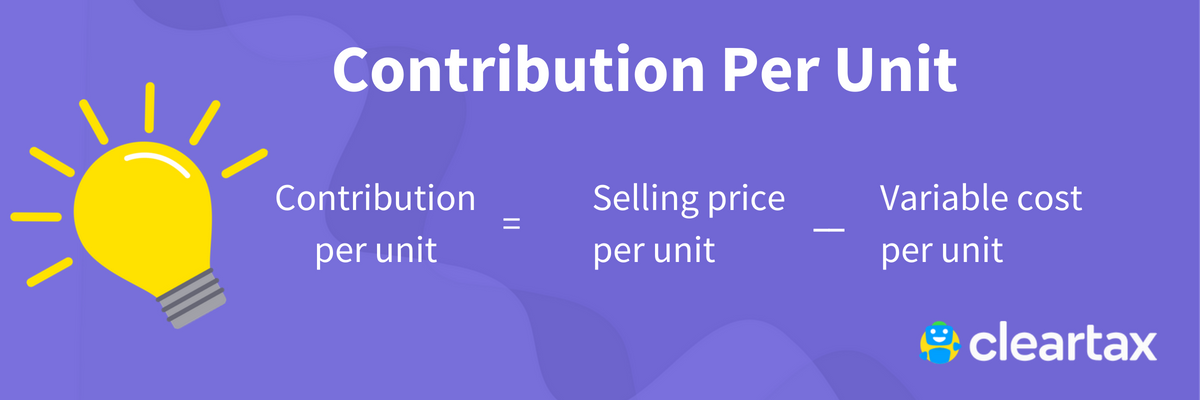 Contribution Per Unit
Contribution
per unit
=
Selling price
per unit
—
Variable cost
per unit
cleartax